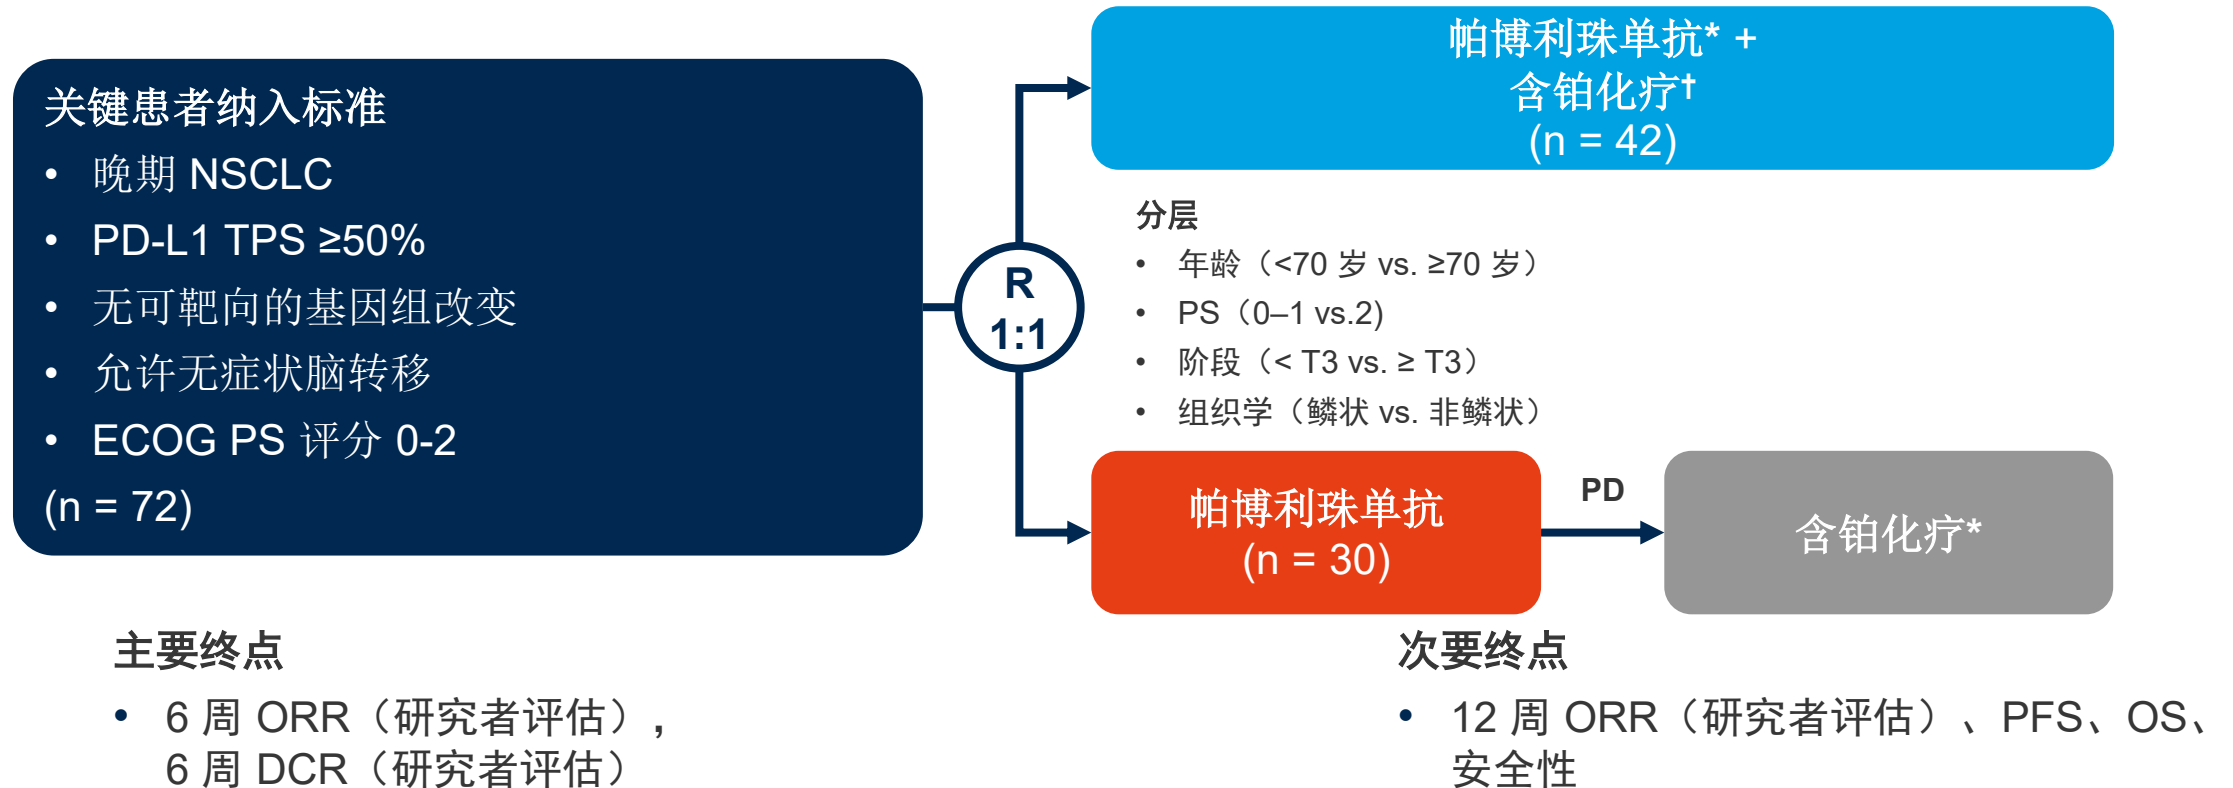 关键患者纳入标准
• 晚期 NSCLC
• PD-L1 TPS ≥50%
• 无可靶向的基因组改变
• 允许无症状脑转移
• ECOG PS 评分 0-2
(n = 72)
R
1:1
帕博利珠单抗* +
含铂化疗†
(n = 42)
分层
• 年龄（<70 岁 vs. ≥70 岁）
• PS（0–1 vs.2)
• 阶段（< T3 vs. ≥ T3）
• 组织学（鳞状 vs. 非鳞状）
帕博利珠单抗
(n = 30)
PD
含铂化疗*
主要终点
• 6 周 ORR（研究者评估）,
6 周 DCR（研究者评估）
次要终点
• 12 周 ORR（研究者评估）、PFS、OS、
安全性